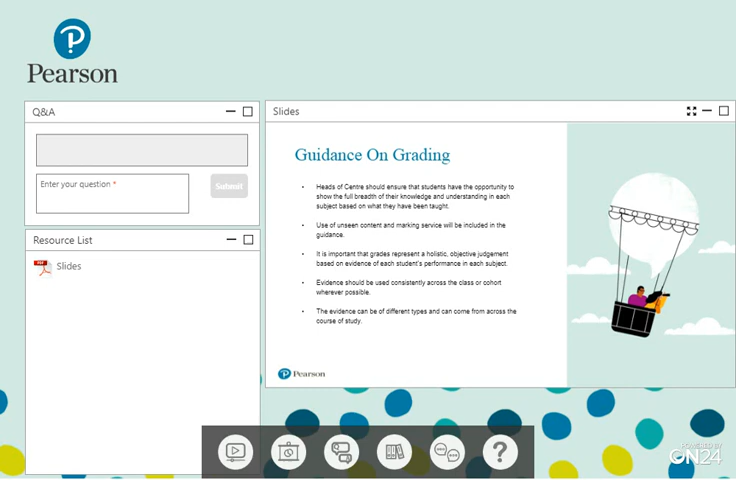 Pearson
Q&A
Enter your question *
Submit
Resource List
PDF
Slides
Slides
Guidance On Grading
• Heads of Centre should ensure that students have the opportunity to
show the full breadth of their knowledge and understanding in each
subject based on what they have been taught.
• Use of unseen content and marking service will be included in the
guidance.
• It is important that grades represent a holistic, objective judgement
based on evidence of each student's performance in each subject.
• Evidence should be used consistently across the class or cohort
wherever possible.
• The evidence can be of different types and can come from across the
course of study.
Pearson
?
POWERED BY
ON24